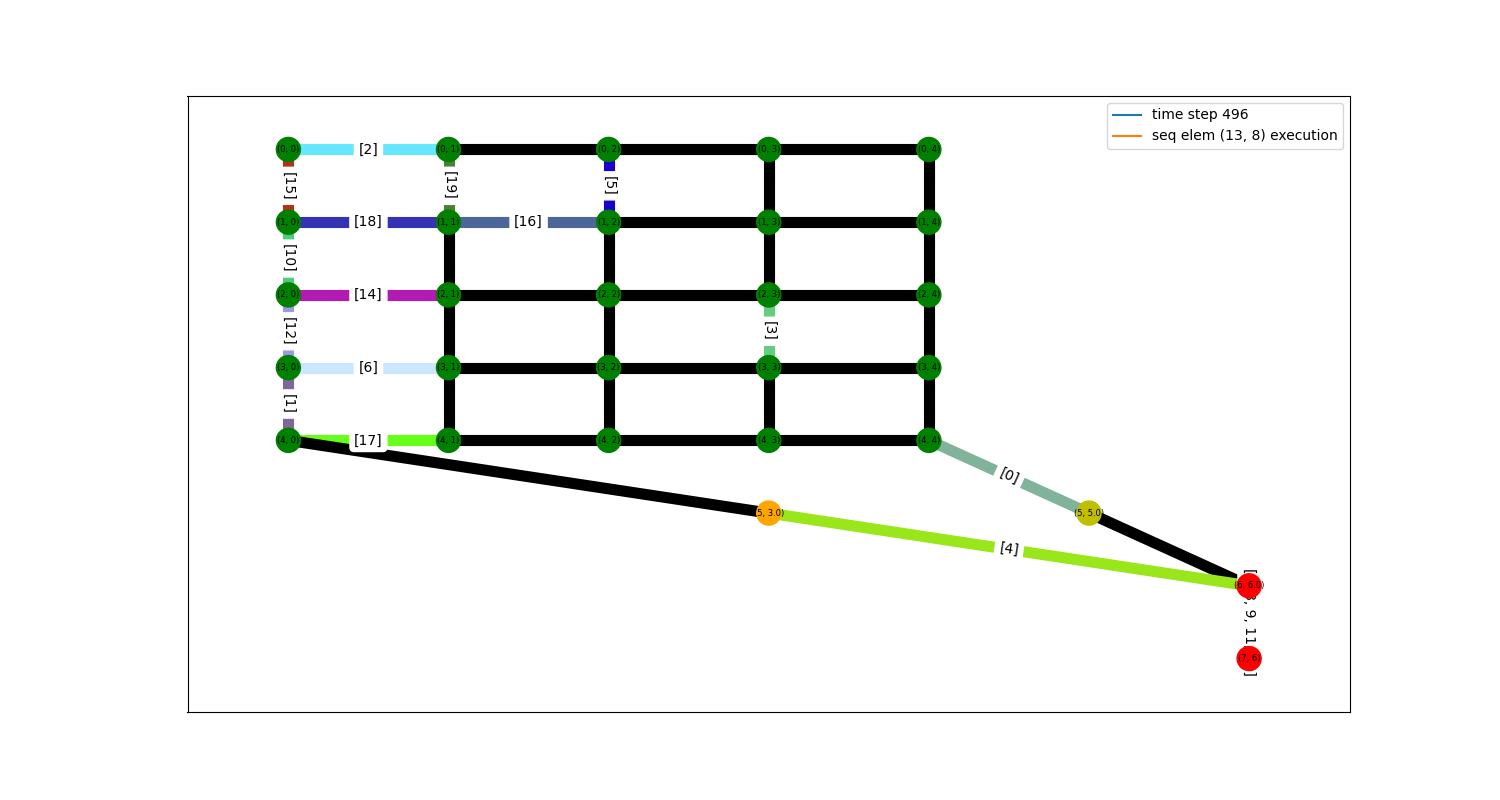 time step 496
seq elem (13, 8) execution
(0, 0) [2] (0, 1) (0, 2) (0, 3) (0, 4)
[15] [19] [5]
(1, 0) [18] (1, 1) [16] (1, 2) (1, 3) (1, 4)
[10]
(2, 0) [14] (2, 1) (2, 2) (2, 3) (2, 4)
[12] [3]
(3, 0) [6] (3, 1) (3, 2) (3, 3) (3, 4)
[1]
(4, 0) [17] (4, 1) (4, 2) (4, 3) (4, 4)
[0]
(5, 3.0) (5, 5.0)
[4]
(6, 6.0)
9, 11
(7, 6)